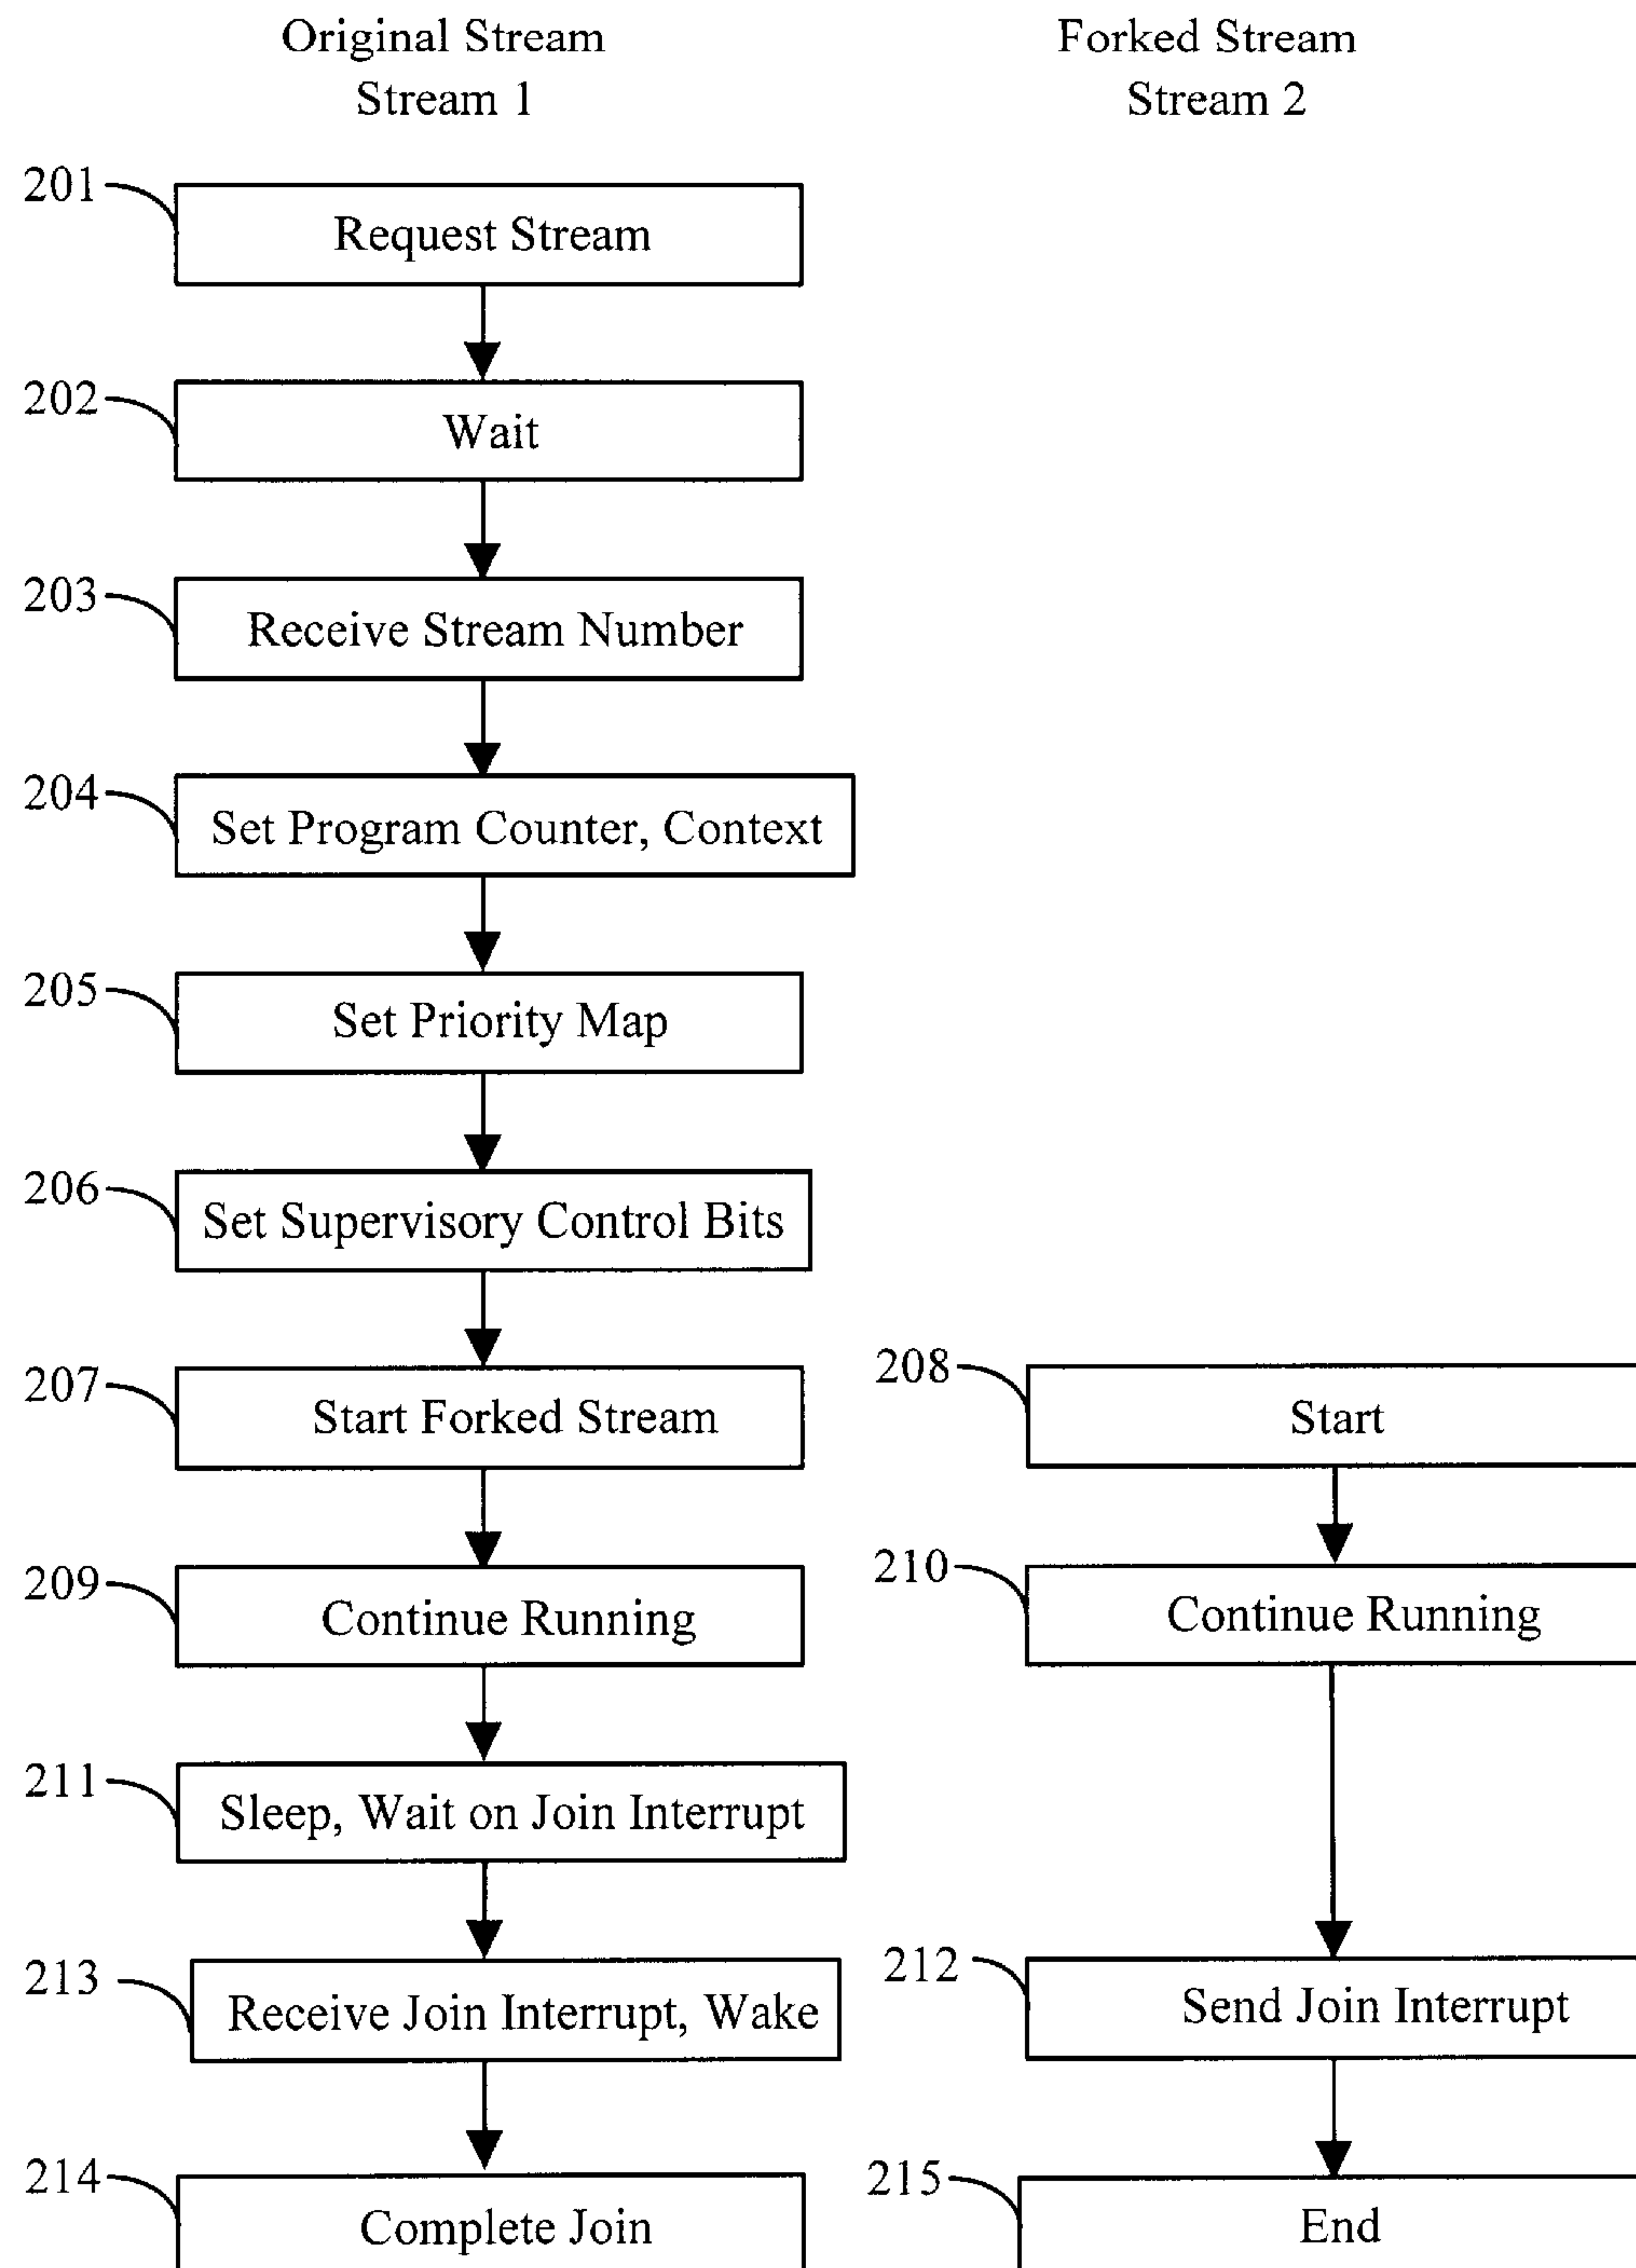 Original Stream
Stream 1
Forked Stream
Stream 2
201
Request Stream
202
Wait
203
Receive Stream Number
204
Set Program Counter, Context
205
Set Priority Map
206
Set Supervisory Control Bits
207
Start Forked Stream
208
Start
209
Continue Running
210
Continue Running
211
Sleep, Wait on Join Interrupt
212
Send Join Interrupt
213
Receive Join Interrupt, Wake
214
Complete Join
215
End